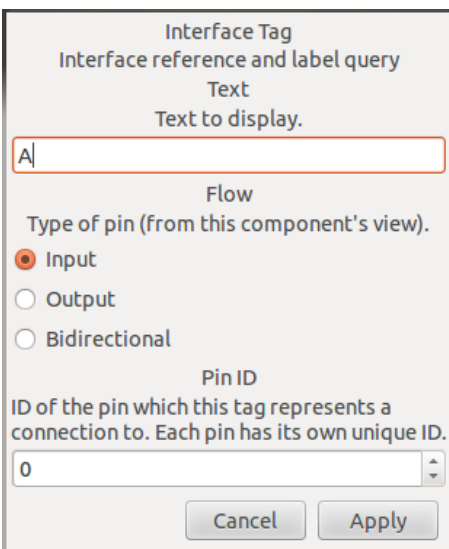 Interface Tag
Interface reference and label query
Text
Text to display.
A
Flow
Type of pin (from this component's view).
Input
Output
Bidirectional
Pin ID
ID of the pin which this tag represents a
connection to. Each pin has its own unique ID.
0
Cancel Apply